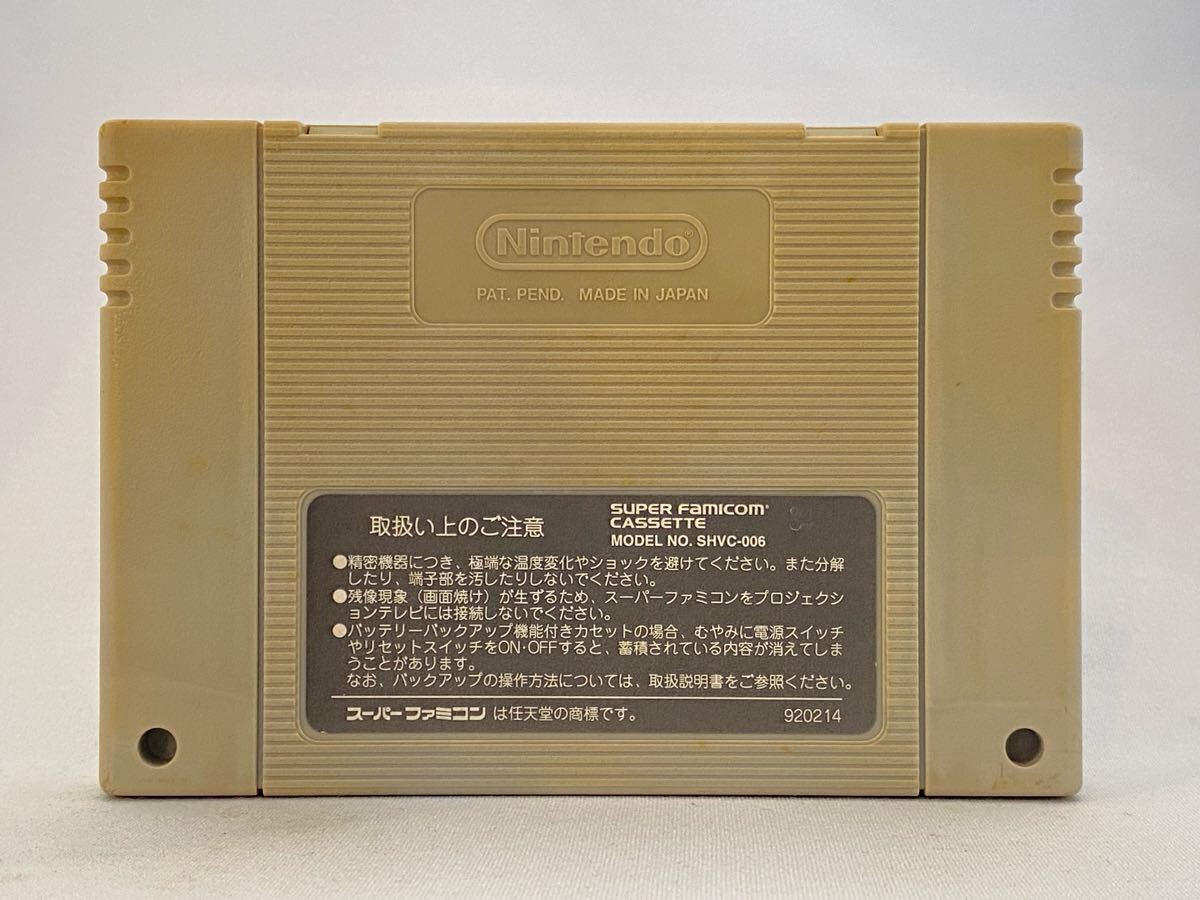 Nintendo®
PAT. PEND. MADE IN JAPAN
取扱い上のご注意
SUPER FAMICOM®
CASSETTE
MODEL NO. SHVC-006
●精密機器につき、極端な温度変化やショックを避けてください。また分解
したり、端子部を汚したりしないでください。
●残像現象（画面焼け）が生ずるため、スーパーファミコンをプロジェクシ
ョンテレビには接続しないでください。
●バッテリーバックアップ機能付きカセットの場合、むやみに電源スイッチ
やリセットスイッチをON·OFFすると、蓄積されている内容が消えてしま
うことがあります。
なお、バックアップの操作方法については、取扱説明書をご参照ください。
スーパーファミコン は任天堂の商標です。
920214